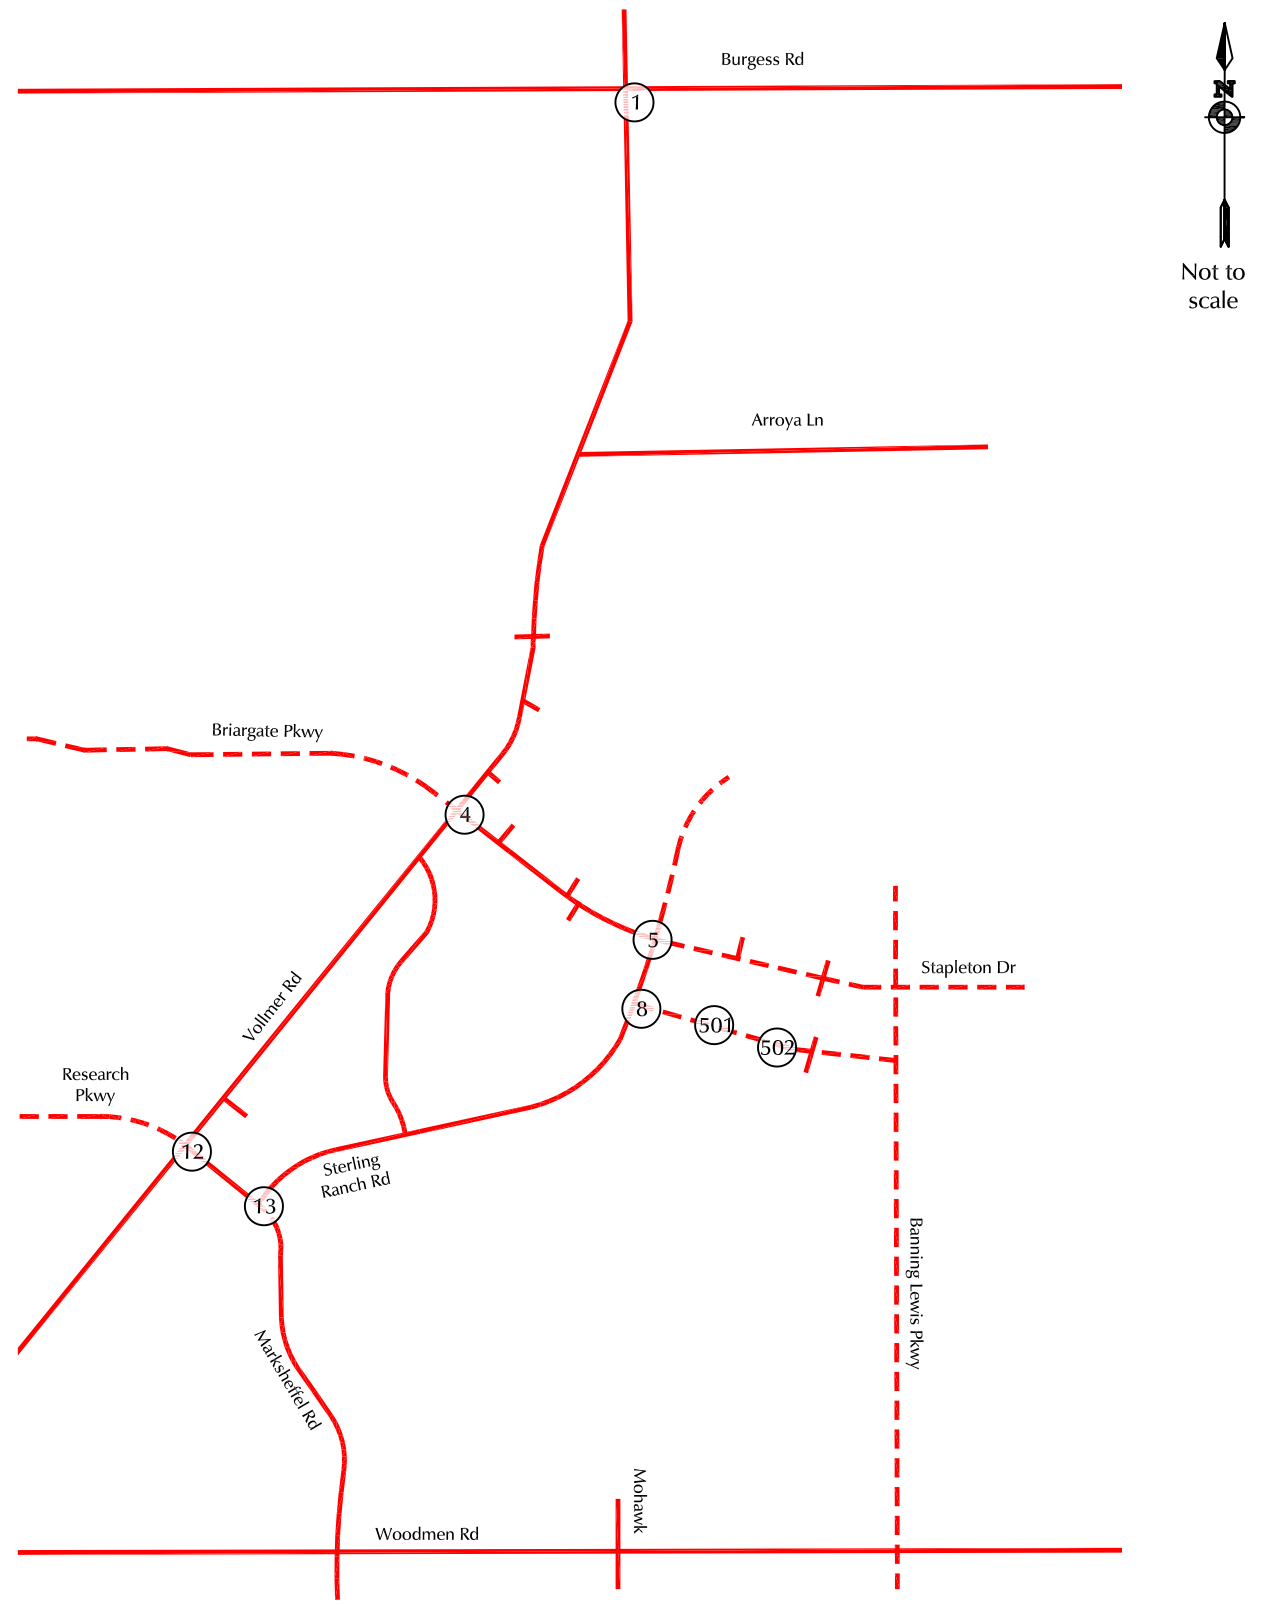 Burgess Rd
1
N
Not to
scale
Arroya Ln
Briargate Pkwy
4
5
Stapleton Dr
Vollmer Rd
8
501
502
Research
Pkwy
12
Sterling
Ranch Rd
13
Banning Lewis Pkwy
Marksheffel Rd
Mohawk
Woodmen Rd